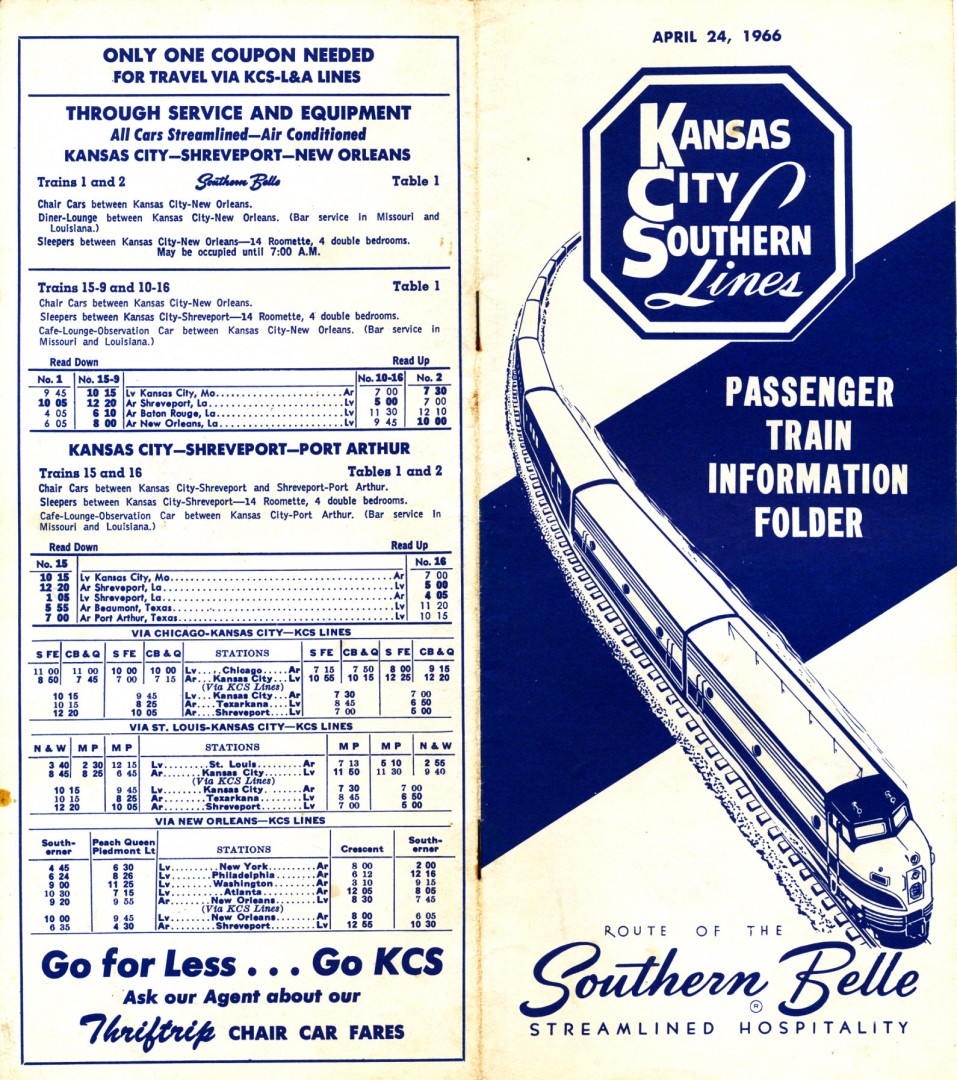 ONLY ONE COUPON NEEDED
FOR TRAVEL VIA KCS-L&A LINES
THROUGH SERVICE AND EQUIPMENT
All Cars Streamlined—Air Conditioned
KANSAS CITY—SHREVEPORT—NEW ORLEANS
Trains 1 and 2 Southern Belle Table 1
Chair Cars between Kansas City-New Orleans.
Diner-Lounge between Kansas City-New Orleans. (Bar service in Missouri and
Louisiana.)
Sleepers between Kansas City-New Orleans—14 Roomette, 4 double bedrooms.
May be occupied until 7:00 A.M.
Trains 15-9 and 10-16 Table 1
Chair Cars between Kansas City-New Orleans.
Sleepers between Kansas City-Shreveport—14 Roomette, 4 double bedrooms.
Cafe-Lounge-Observation Car between Kansas City-New Orleans. (Bar service in
Missouri and Louisiana.)
Read Down Read Up
No. 1 No. 15-9 No. 10-16 No. 2
9 45 10 15 Lv Kansas City, Mo. Ar 7 00 7 30
10 05 12 20 Ar Shreveport, La. Lv 5 00 7 00
4 05 6 10 Ar Baton Rouge, La. Lv 11 30 12 10
6 05 8 00 Ar New Orleans, La. Lv 9 45 10 00
KANSAS CITY—SHREVEPORT—PORT ARTHUR
Trains 15 and 16 Tables 1 and 2
Chair Cars between Kansas City-Shreveport and Shreveport-Port Arthur.
Sleepers between Kansas City-Shreveport—14 Roomette, 4 double bedrooms.
Cafe-Lounge-Observation Car between Kansas City-Port Arthur. (Bar service in
Missouri and Louisiana.)
Read Down Read Up
No. 15 No. 16
10 15 Lv Kansas City, Mo. Ar 7 00
12 20 Ar Shreveport, La. Lv 5 00
1 05 Lv Shreveport, La. Ar 4 05
5 55 Ar Beaumont, Texas Lv 11 20
7 00 Ar Port Arthur, Texas Lv 10 15
VIA CHICAGO-KANSAS CITY—KCS LINES
S FE CB & Q S FE CB & Q STATIONS S FE CB & Q S FE CB & Q
11 00 11 00 10 00 10 00 Lv....Chicago....Ar 7 15 7 50 8 00 9 15
8 50 7 45 7 00 7 15 Ar...Kansas City...Lv 10 55 10 15 12 25 12 20
(Via KCS Lines)
10 15 9 45 Lv...Kansas City...Ar 7 30 7 00
10 15 8 25 Ar....Texarkana....Lv 8 45 6 50
12 20 10 05 Ar....Shreveport....Lv 7 00 5 00
VIA ST. LOUIS-KANSAS CITY—KCS LINES
N & W M P M P STATIONS M P M P N & W
3 40 2 30 12 15 Lv St. Louis Ar 7 13 5 10 2 55
8 45 8 25 6 45 Ar Kansas City Lv 11 50 11 30 9 40
(Via KCS Lines)
10 15 9 45 Lv Kansas City Ar 7 30 7 00
10 15 8 25 Ar Texarkana Lv 8 45 6 50
12 20 10 05 Ar Shreveport Lv 7 00 5 00
VIA NEW ORLEANS—KCS LINES
South-erner Peach Queen Piedmont Lt STATIONS Crescent South-erner
4 45 6 30 Lv New York Ar 8 00 2 00
6 24 8 26 Lv Philadelphia Ar 6 12 12 16
9 00 11 25 Lv Washington Ar 3 10 9 15
10 30 7 15 Lv Atlanta Ar 12 05 8 05
9 20 9 55 Ar New Orleans Lv 8 30 7 45
(Via KCS Lines)
10 00 9 45 Lv New Orleans Ar 8 00 6 05
6 35 4 30 Ar Shreveport Lv 12 55 10 30
Go for Less . . . Go KCS
Ask our Agent about our
Thriftrip CHAIR CAR FARES
APRIL 24, 1966
KANSAS
CITY
SOUTHERN
Lines
PASSENGER
TRAIN
INFORMATION
FOLDER
ROUTE OF THE
Southern Belle
®
STREAMLINED HOSPITALITY